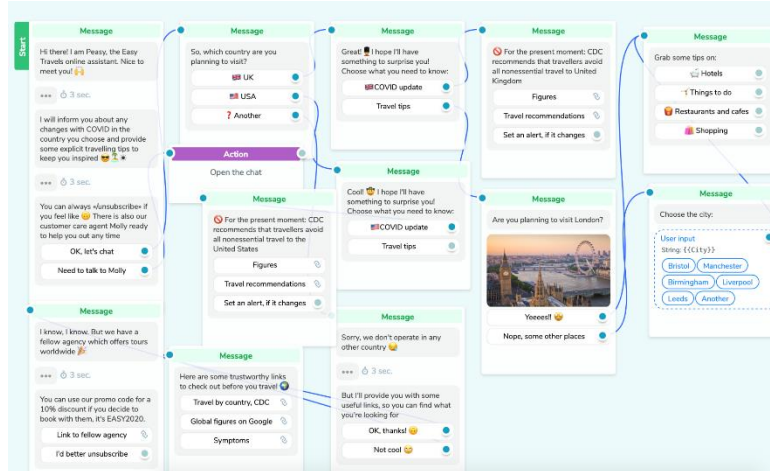 Start
Message
Hi there! I am Peasy, the Easy
Travels online assistant. Nice to
meet you! 🙌
3 sec.
I will inform you about any
changes with COVID in the
country you choose and provide
some explicit travelling tips to
keep you inspired 😎🏝☀
3 sec.
You can always «/unsubscribe» if
you feel like 😔 There is also our
customer care agent Molly ready
to help you out any time
OK, let's chat
Need to talk to Molly
Message
So, which country are you
planning to visit?
🇬🇧 UK
🇺🇸 USA
❓ Another
Action
Open the chat
Message
Great! 💂 I hope I'll have
something to surprise you!
Choose what you need to know:
🇬🇧COVID update
Travel tips
Message
🚫 For the present moment: CDC
recommends that travellers avoid
all nonessential travel to United
Kingdom
Figures
Travel recommendations
Set an alert, if it changes
Message
Grab some tips on:
Hotels
Things to do
Restaurants and cafes
🛍 Shopping
Message
🚫 For the present moment: CDC
recommends that travellers avoid
all nonessential travel to the
United States
Figures
Travel recommendations
Set an alert, if it changes
Message
Cool! 🤠 I hope I'll have
something to surprise you!
Choose what you need to know:
🇺🇸COVID update
Travel tips
Message
Are you planning to visit London?
Yeeees!! 🤩
Nope, some other places
Message
Choose the city:
User input
String: {{City}}
Bristol
Manchester
Birmingham
Liverpool
Leeds
Another
Message
I know, I know. But we have a
fellow agency which offers tours
worldwide 🎉
3 sec.
You can use our promo code for a
10% discount if you decide to
book with them, it's EASY2020.
Link to fellow agency
I'd better unsubscribe
Message
Here are some trustworthy links
to check out before you travel 🌍
Travel by country, CDC
Global figures on Google
Symptoms
Message
Sorry, we don't operate in any
other country 😪
3 sec.
But I'll provide you with some
useful links, so you can find what
you're looking for
OK, thanks! 😊
Not cool 😑